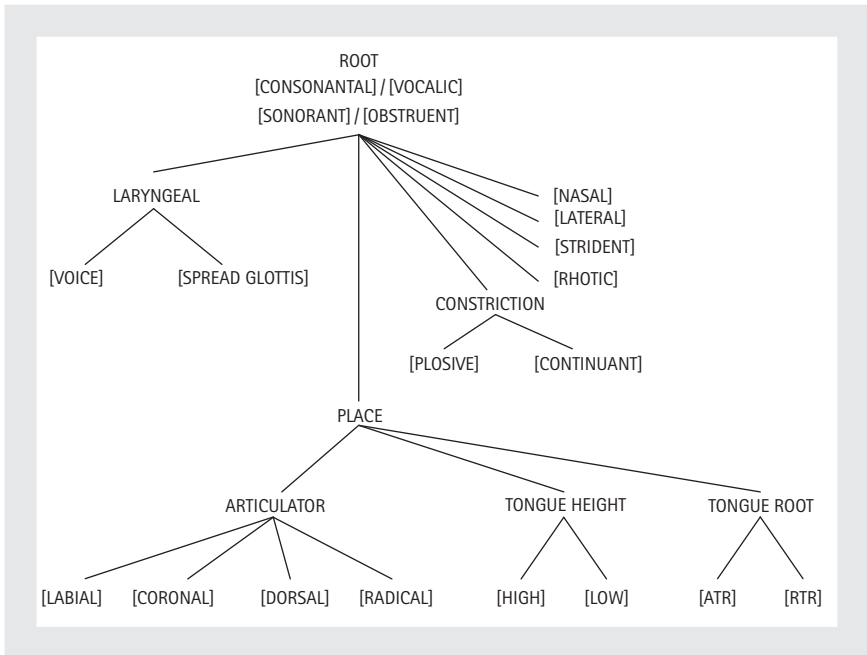 ROOT
[CONSONANTAL] / [VOCALIC]
[SONORANT] / [OBSTRUENT]
LARYNGEAL
[NASAL]
[LATERAL]
[STRIDENT]
[RHOTIC]
[VOICE] [SPREAD GLOTTIS]
CONSTRICTION
[PLOSIVE] [CONTINUANT]
PLACE
ARTICULATOR TONGUE HEIGHT TONGUE ROOT
[LABIAL] [CORONAL] [DORSAL] [RADICAL] [HIGH] [LOW] [ATR] [RTR]